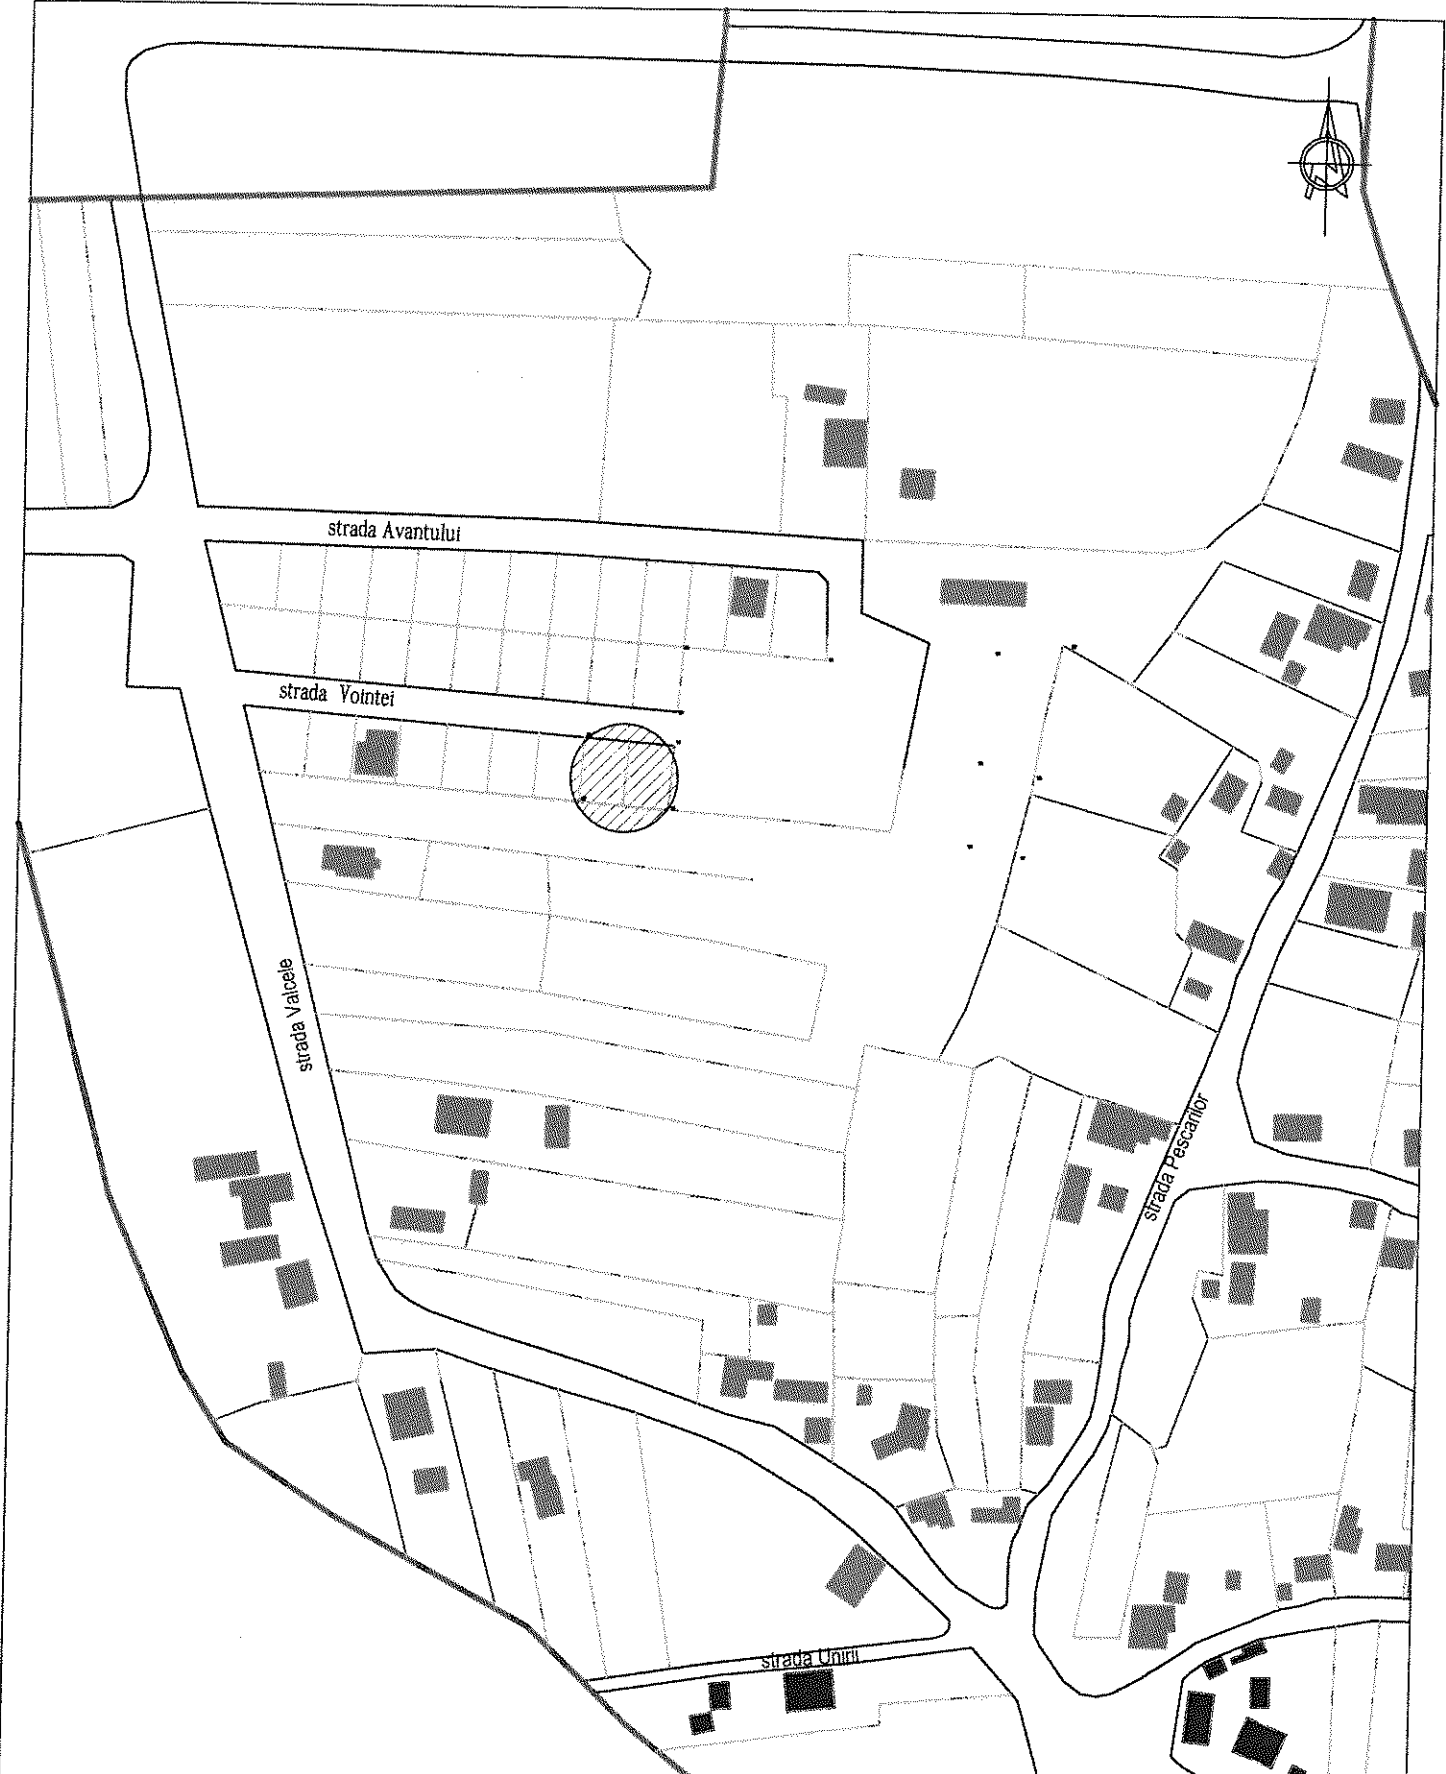 strada Avantului
strada Vointei
strada Valcele
strada Pescarilor
strada Unirii